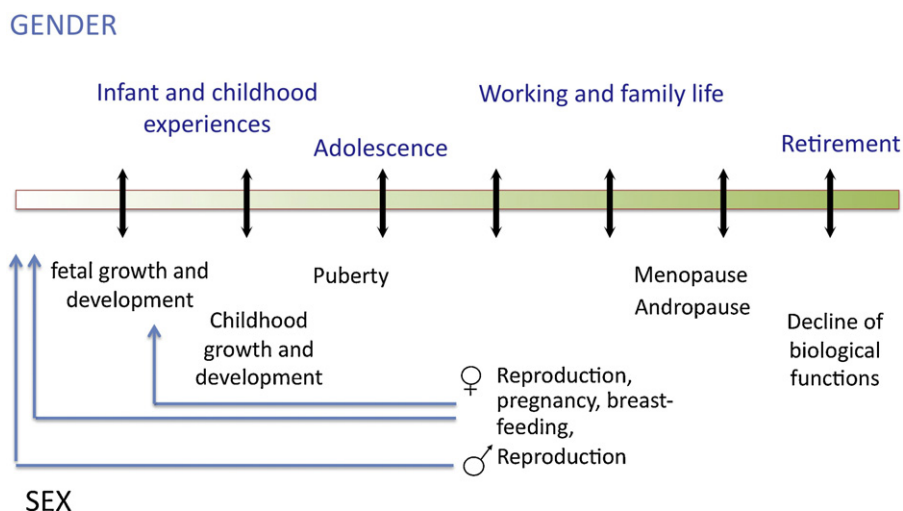 GENDER
Infant and childhood
experiences
Adolescence
Working and family life
Retirement
fetal growth and
development
Childhood
growth and
development
Puberty
Menopause
Andropause
Decline of
biological
functions
♀ Reproduction,
pregnancy, breast-
feeding,
♂ Reproduction
SEX